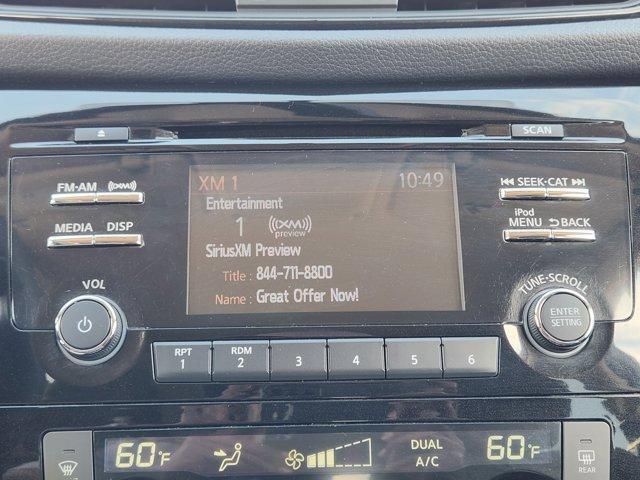 SCAN
FM-AM ((XM))
MEDIA DISP
VOL
XM 1 10:49
Entertainment
1 ((XM))
preview
SiriusXM Preview
Title : 844-711-8800
Name : Great Offer Now!
SEEK·CAT
iPod
MENU BACK
TUNE·SCROLL
ENTER
SETTING
RPT
1
RDM
2
3
4
5
6
60°F
DUAL
A/C
60°F
REAR